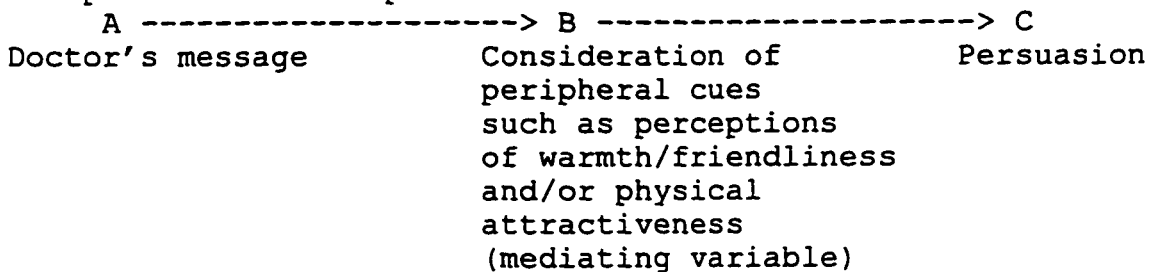 A --------------------> B --------------------> C
Doctor's message Consideration of Persuasion
peripheral cues
such as perceptions
of warmth/friendliness
and/or physical
attractiveness
(mediating variable)